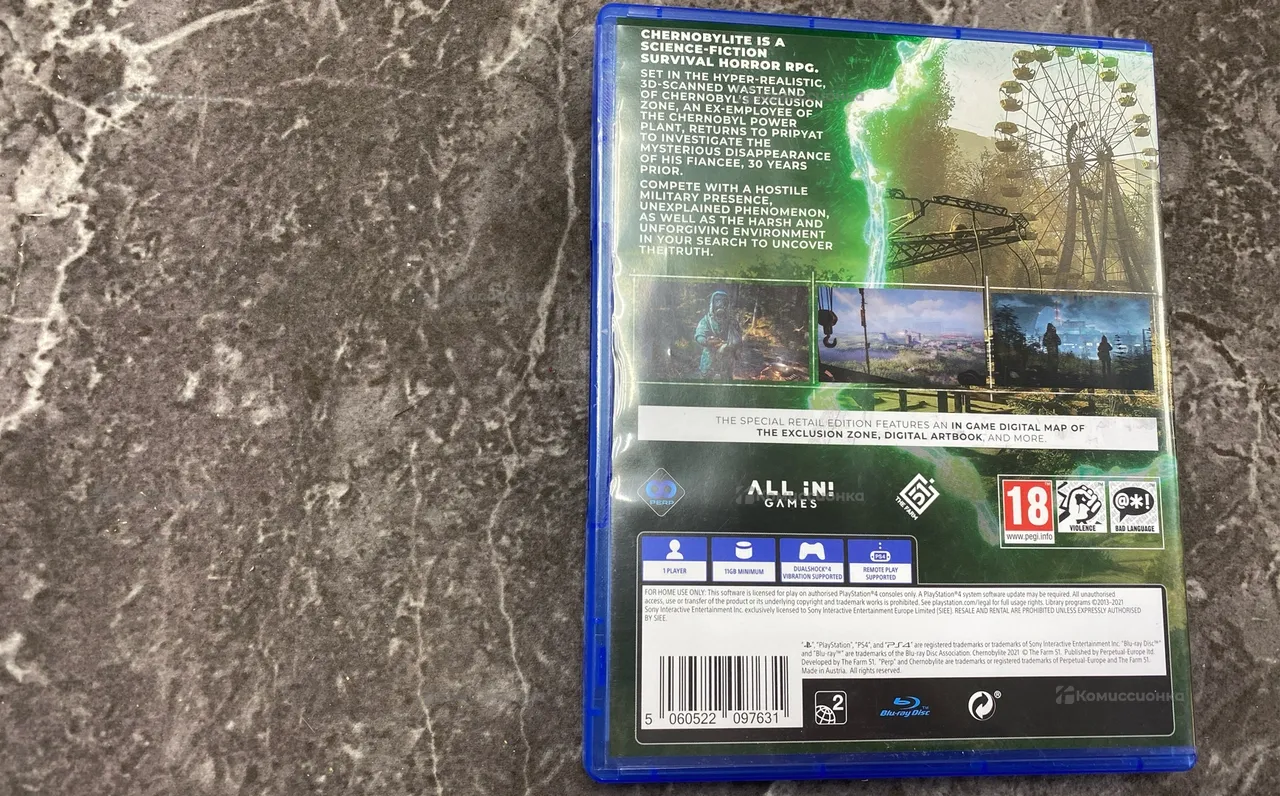 CHERNOBYLITE IS A
SCIENCE-FICTION
SURVIVAL HORROR RPG.
SET IN THE HYPER-REALISTIC,
3D-SCANNED WASTELAND
OF CHERNOBYL'S EXCLUSION
ZONE, AN EX-EMPLOYEE OF
THE CHERNOBYL POWER
PLANT, RETURNS TO PRIPYAT
TO INVESTIGATE THE
MYSTERIOUS DISAPPEARANCE
OF HIS FIANCEE, 30 YEARS
PRIOR.
COMPETE WITH A HOSTILE
MILITARY PRESENCE,
UNEXPLAINED PHENOMENON,
AS WELL AS THE HARSH AND
UNFORGIVING ENVIRONMENT
IN YOUR SEARCH TO UNCOVER
THE TRUTH.
THE SPECIAL RETAIL EDITION FEATURES AN IN GAME DIGITAL MAP OF
THE EXCLUSION ZONE, DIGITAL ARTBOOK, AND MORE.
PERP
ALL iN!
GAMES
Комиссионка
51
THE FARM
18
www.pegi.info
VIOLENCE
@*!
BAD LANGUAGE
1 PLAYER
11GB MINIMUM
DUALSHOCK®4
VIBRATION SUPPORTED
PS4
REMOTE PLAY
SUPPORTED
FOR HOME USE ONLY: This software is licensed for play on authorised PlayStation®4 consoles only. A PlayStation®4 system software update may be required. All unauthorised
access, use or transfer of the product or its underlying copyright and trademark works is prohibited. See playstation.com/legal for full usage rights. Library programs ©2013-2021
Sony Interactive Entertainment Inc. exclusively licensed to Sony Interactive Entertainment Europe Limited (SIEE). RESALE AND RENTAL ARE PROHIBITED UNLESS EXPRESSLY AUTHORISED
BY SIEE.
"PlayStation", "PS4", and "PS4" are registered trademarks or trademarks of Sony Interactive Entertainment Inc. "Blu-ray Disc™"
and "Blu-ray™" are trademarks of the Blu-ray Disc Association. Chernobylite 2021 © The Farm 51. Published by Perpetual-Europe ltd.
Developed by The Farm 51. "Perp" and Chernobylite are trademarks or registered trademarks of Perpetual-Europe and The Farm 51.
Made in Austria. All rights reserved.
5 060522 097631
2
Blu-ray Disc™
®
Комиссионка